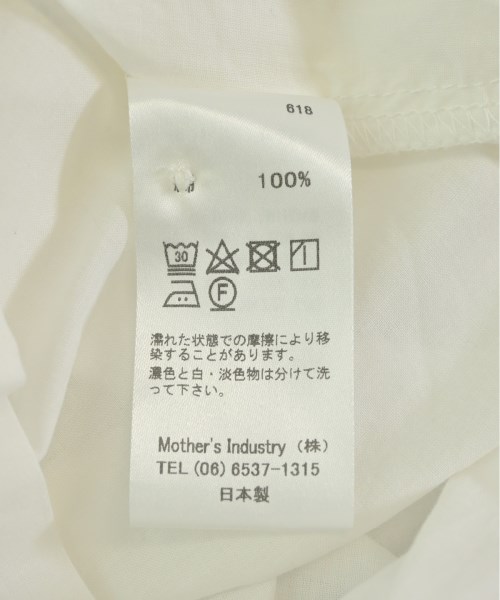 618
100%
30
F
濡れた状態での摩擦により移
染することがあります。
濃色と白・淡色物は分けて洗
って下さい。
Mother's Industry (株)
TEL (06) 6537-1315
日本製